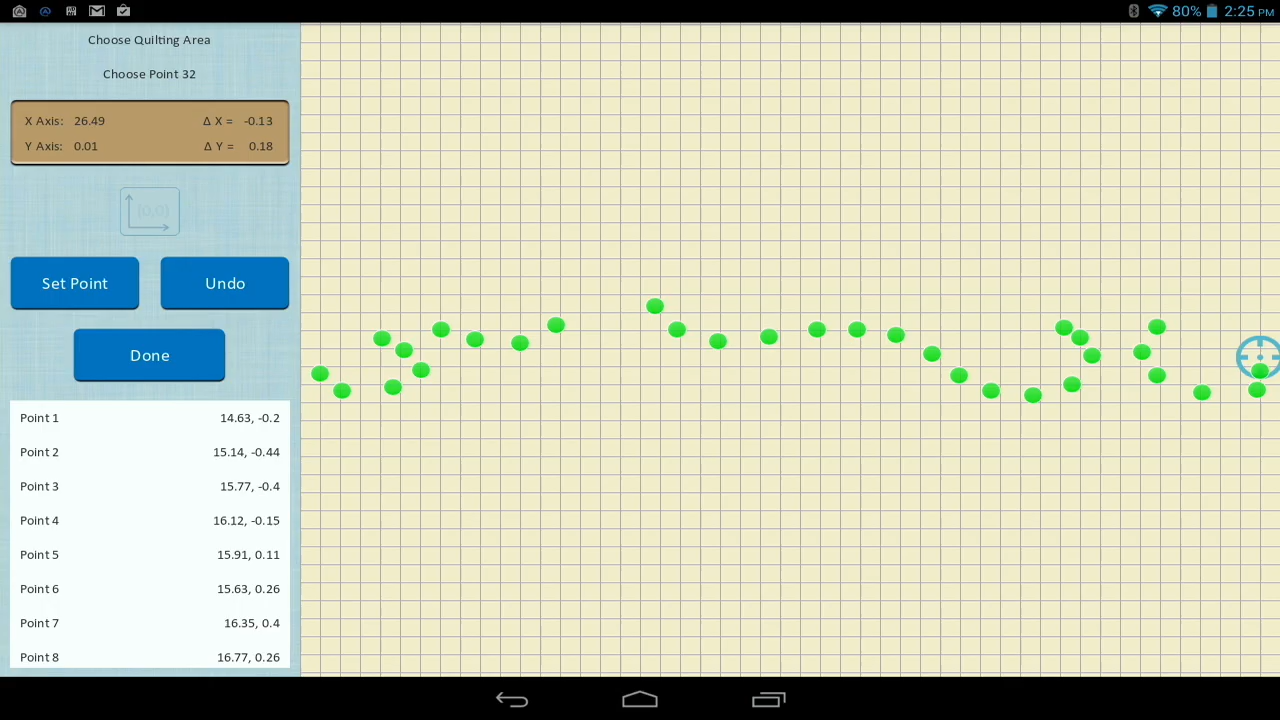 80% 2:25 PM
Choose Quilting Area
Choose Point 32
X Axis: 26.49 Δ X = -0.13
Y Axis: 0.01 Δ Y = 0.18
(0,0)
Set Point Undo
Done
Point 1 14.63, -0.2
Point 2 15.14, -0.44
Point 3 15.77, -0.4
Point 4 16.12, -0.15
Point 5 15.91, 0.11
Point 6 15.63, 0.26
Point 7 16.35, 0.4
Point 8 16.77, 0.26